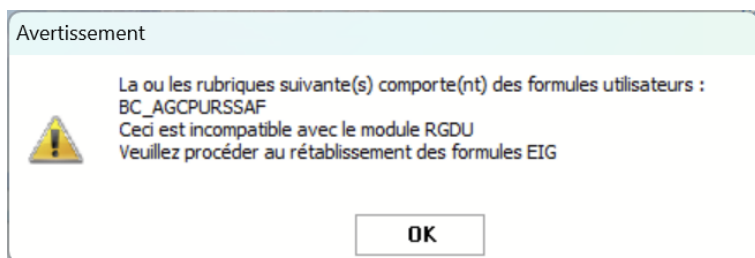 Avertissement
La ou les rubriques suivante(s) comporte(nt) des formules utilisateurs :
BC_AGCPURSSAF
Ceci est incompatible avec le module RGDU
Veuillez procéder au rétablissement des formules EIG
OK